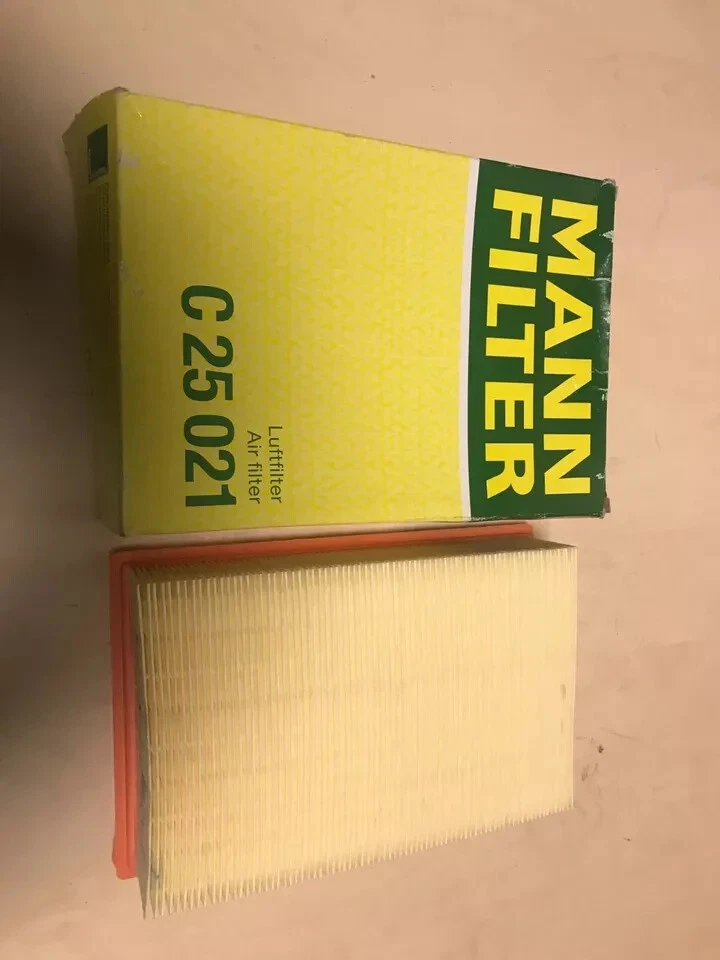 MANN
FILTER
Luftfilter
Air filter
C 25 021